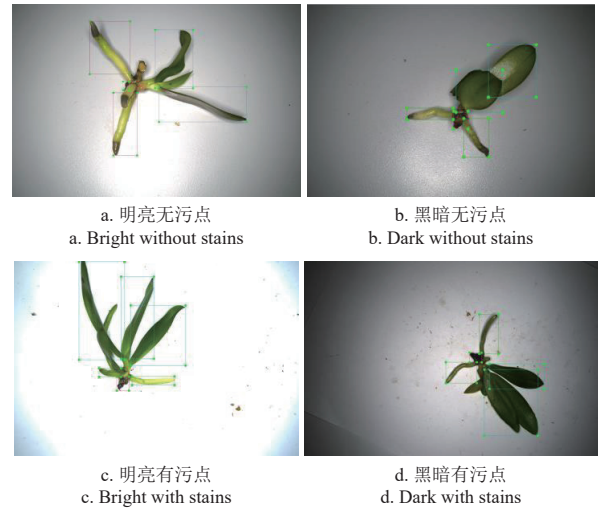 a. 明亮无污点
a. Bright without stains
b. 黑暗无污点
b. Dark without stains
c. 明亮有污点
c. Bright with stains
d. 黑暗有污点
d. Dark with stains